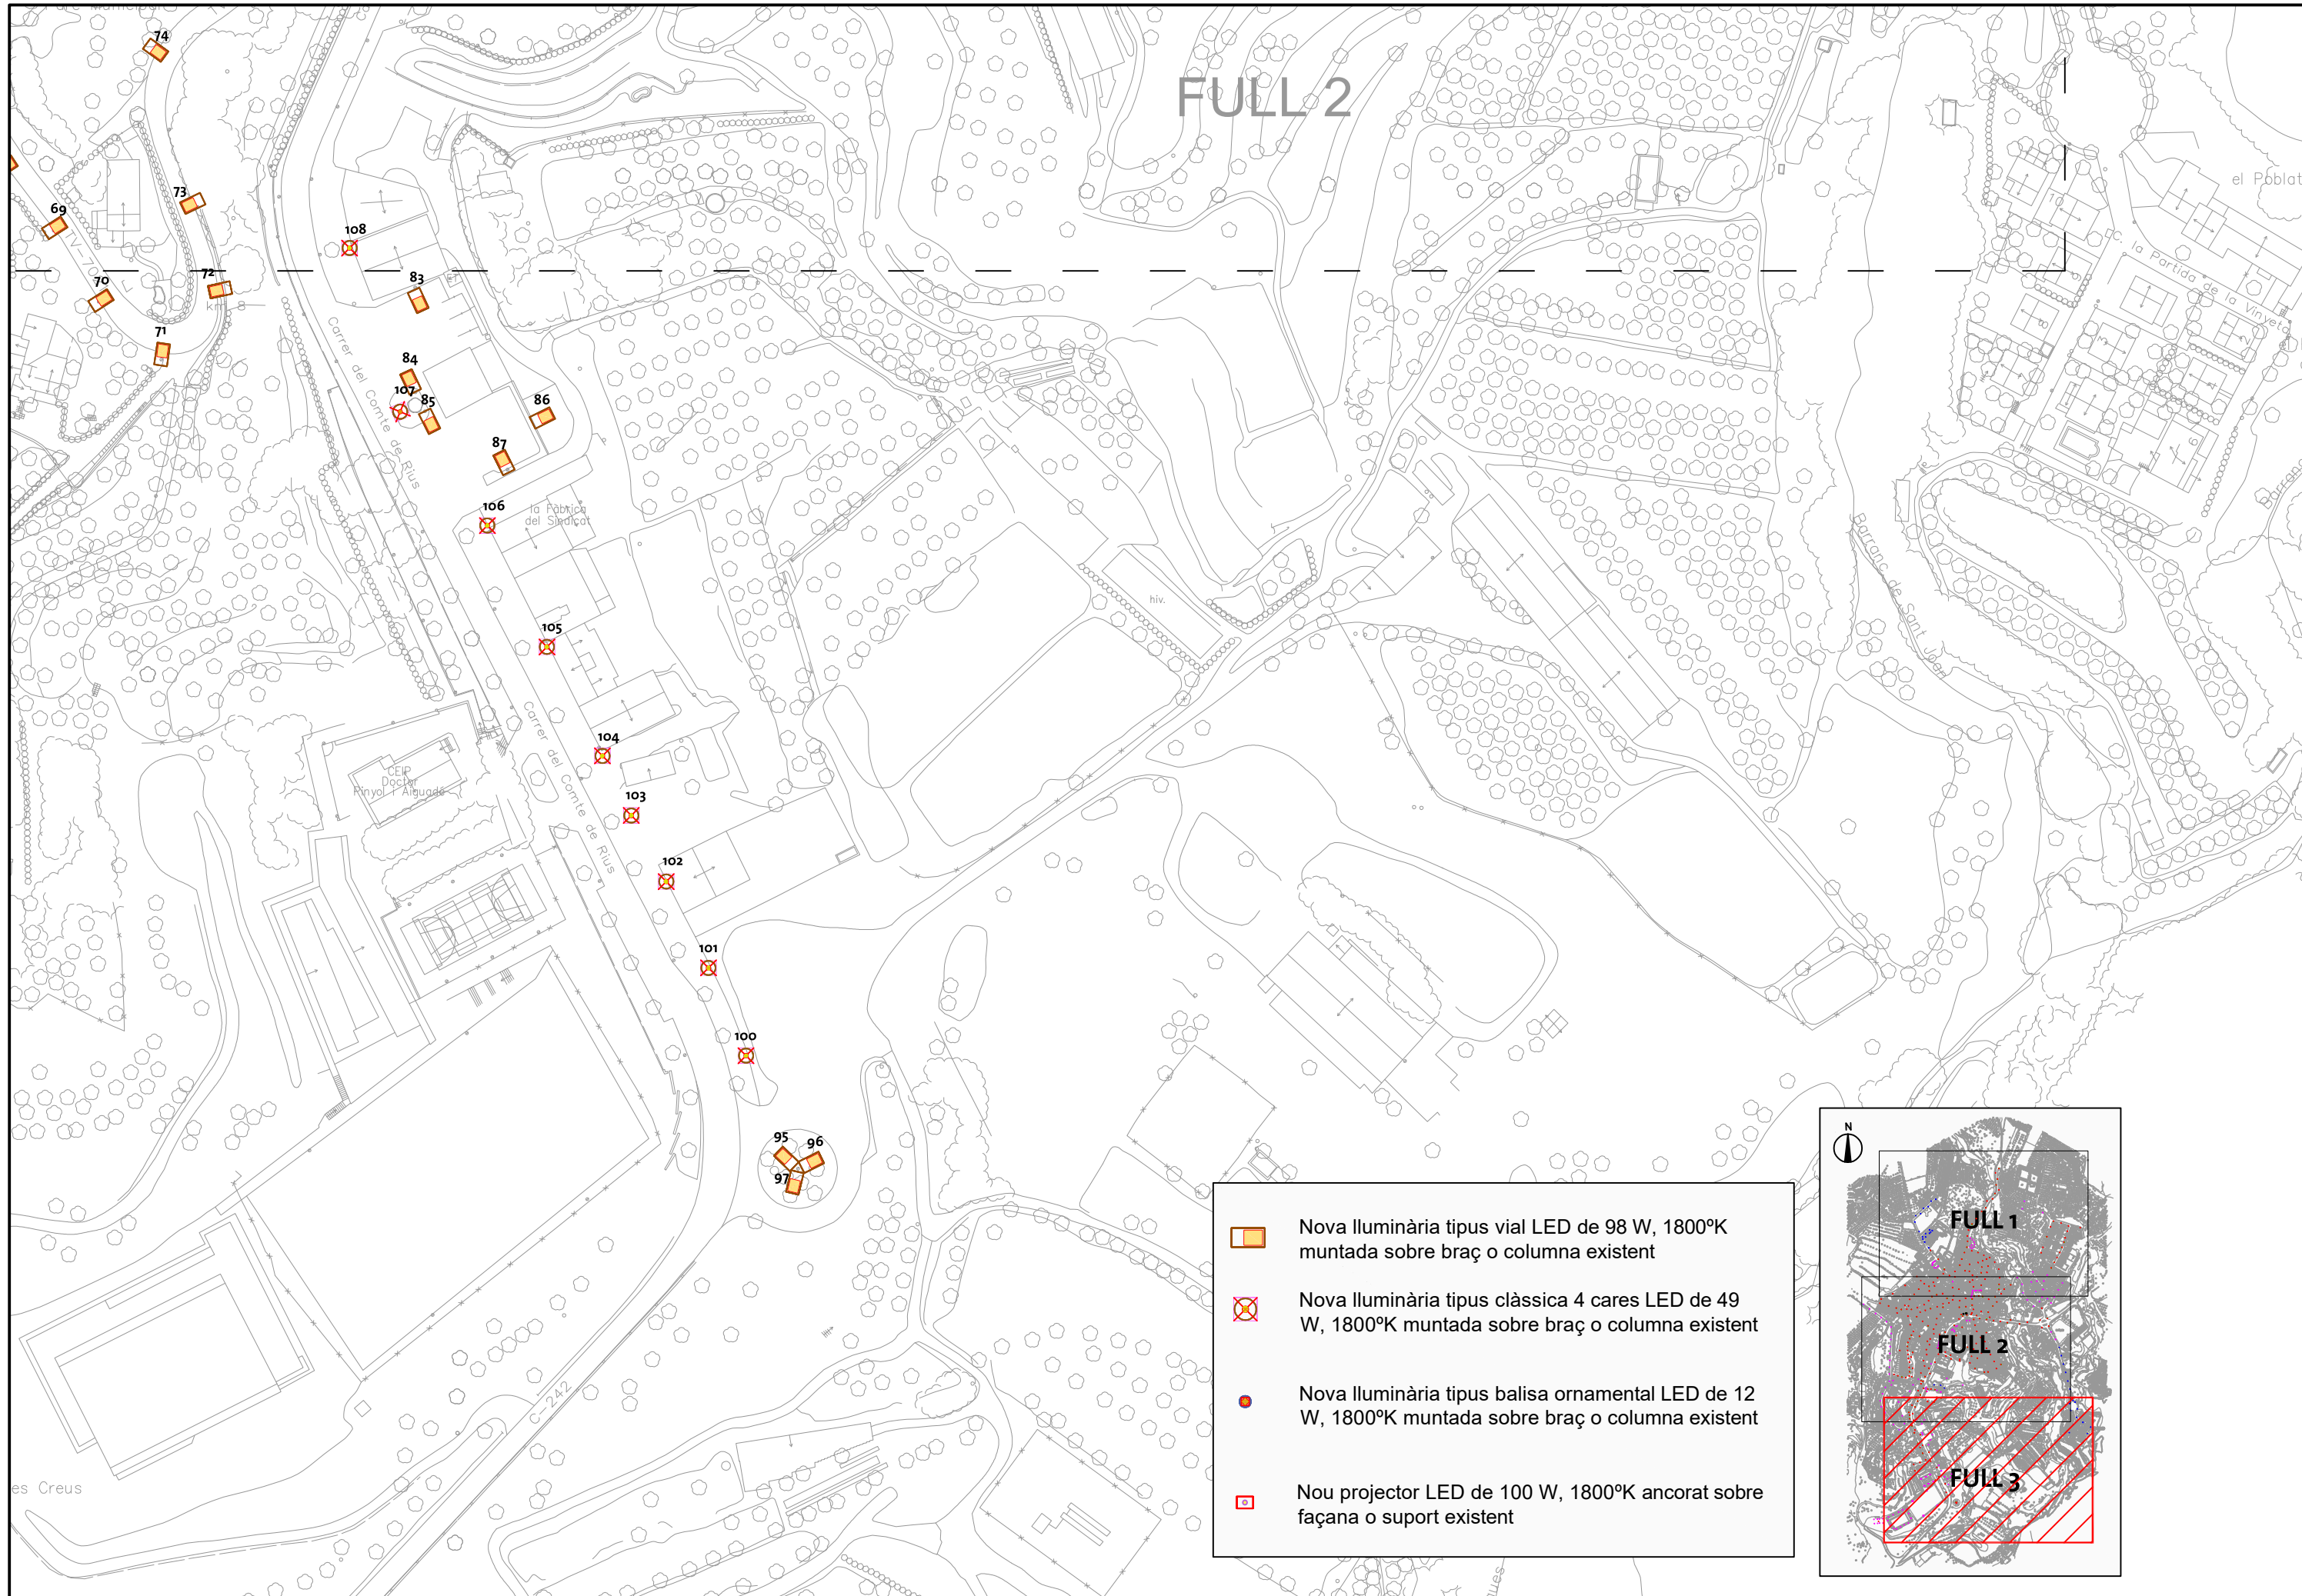 FULL 2
74
73
69
70
72
71
TV-70
km 8
108
83
84
107
85
86
87
106
105
104
103
102
101
100
95
96
97
Carrer del Comte de Rius
la Fàbrica
del Sindicat
Carrer del Comte de Rius
CEIP
Doctor
Pinyol i Aiguadé
hiv.
el Poblat
C. la Partida de la Vinyeta
Barranc de Sant Joan
C-242
es Creus
Nova lluminària tipus vial LED de 98 W, 1800ºK
muntada sobre braç o columna existent
Nova lluminària tipus clàssica 4 cares LED de 49
W, 1800ºK muntada sobre braç o columna existent
Nova lluminària tipus balisa ornamental LED de 12
W, 1800ºK muntada sobre braç o columna existent
Nou projector LED de 100 W, 1800ºK ancorat sobre
façana o suport existent
N
FULL 1
FULL 2
FULL 3